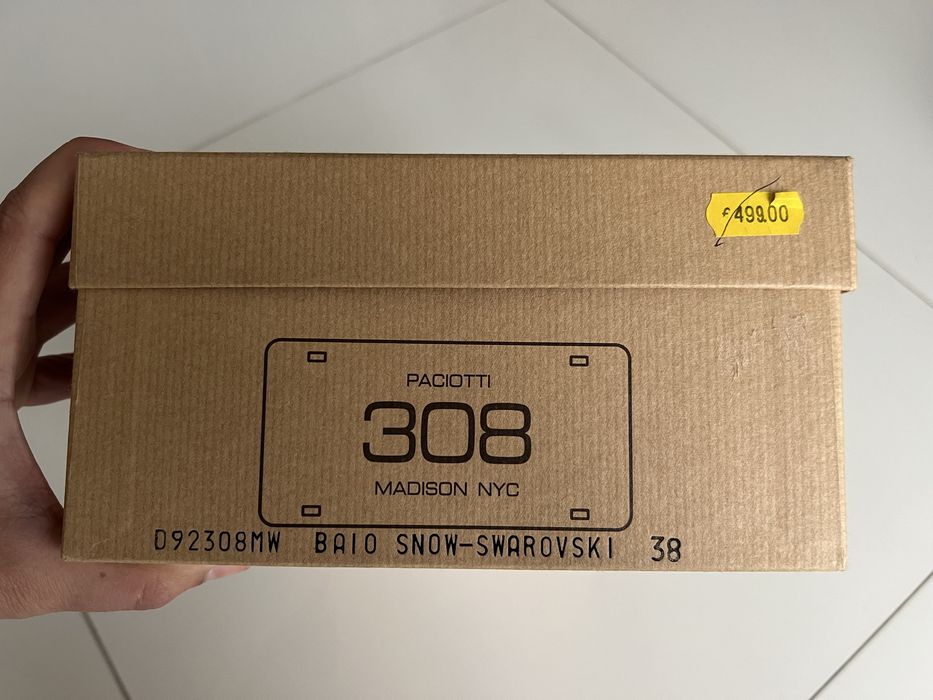 £499.00
PACIOTTI
308
MADISON NYC
D92308MW BAIO SNOW-SWAROVSKI 38